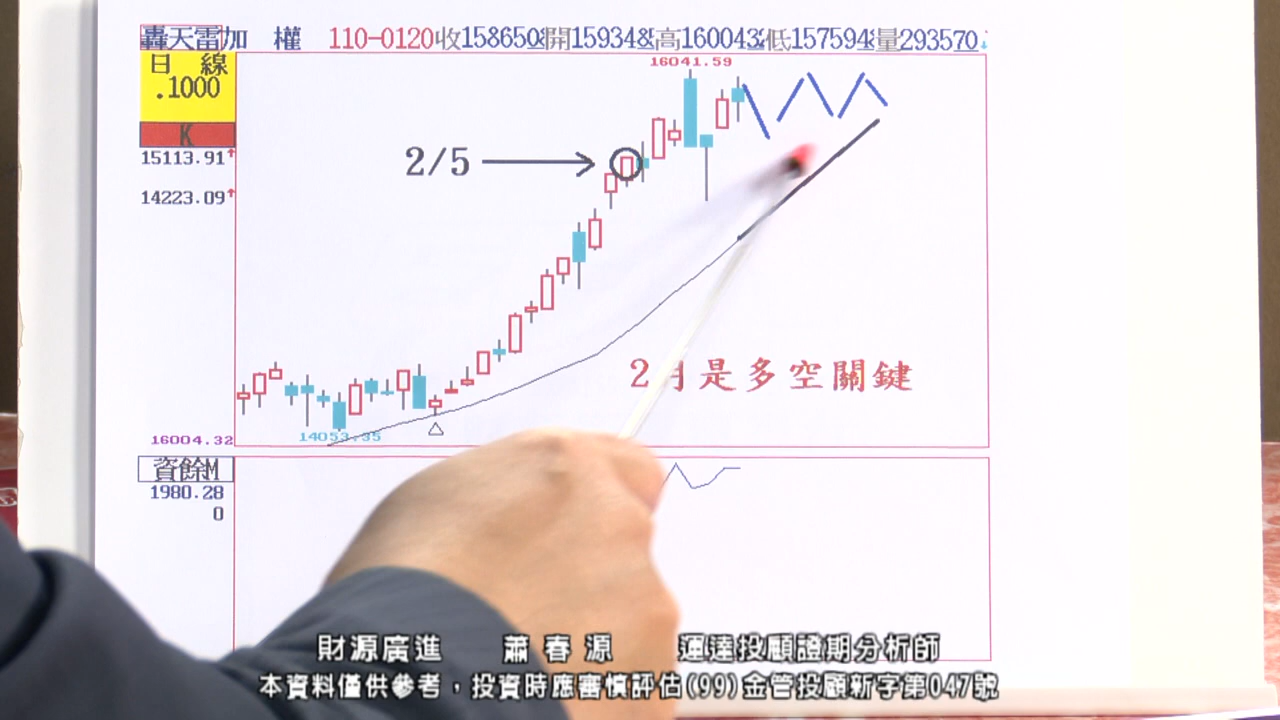 轟天雷加 權 110-0120收15865收開15934高16004低15759量293570
16041.59
日 線
.1000
K
15113.91↑
2/5
14223.09↑
2月是多空關鍵
16004.32
14053.35
資餘M
1980.28
0
財源廣進 蕭春源 運達投顧證期分析師
本資料僅供參考，投資時應審慎評估(99)金管投顧新字第047號